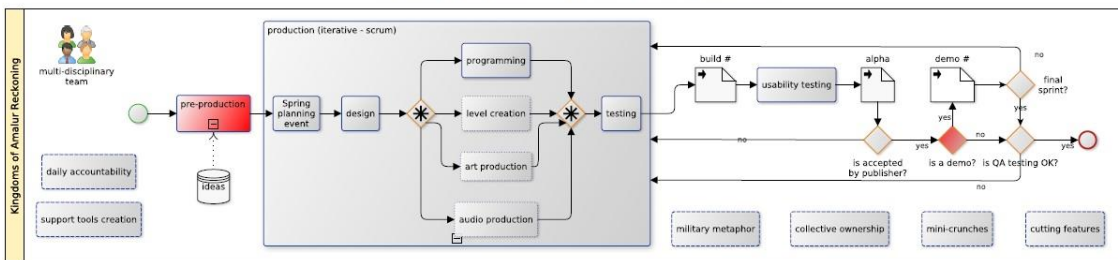 Kingdoms of Amalur Reckoning
multi-disciplinary
team
pre-production
ideas
daily accountability
support tools creation
production (iterative - scrum)
Spring
planning
event
design
programming
level creation
art production
audio production
testing
build #
usability testing
alpha
demo #
no
final
sprint?
yes
yes
no
yes
no
yes
is accepted
by publisher?
is a demo?
is QA testing OK?
no
military metaphor
collective ownership
mini-crunches
cutting features